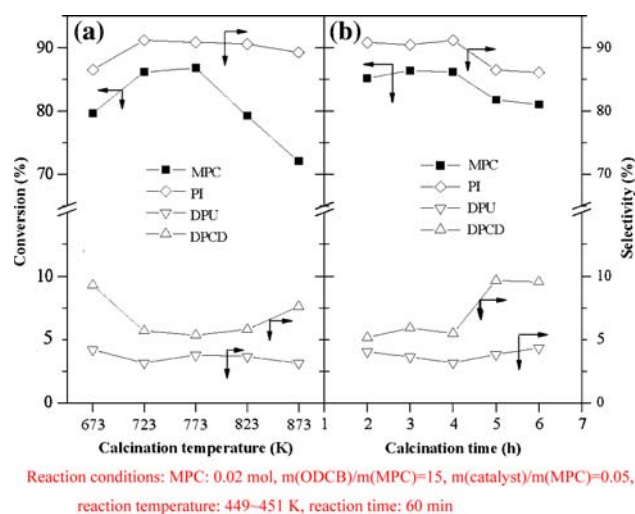 (a)
(b)
90
80
70
10
5
0
Conversion (%)
MPC
PI
DPU
DPCD
673 723 773 823 873
Calcination temperature (K)
MPC
PI
DPU
DPCD
1 2 3 4 5 6 7
Calcination time (h)
90
80
70
10
5
0
Selectivity (%)
Reaction conditions: MPC: 0.02 mol, m(ODCB)/m(MPC)=15, m(catalyst)/m(MPC)=0.05,
reaction temperature: 449~451 K, reaction time: 60 min